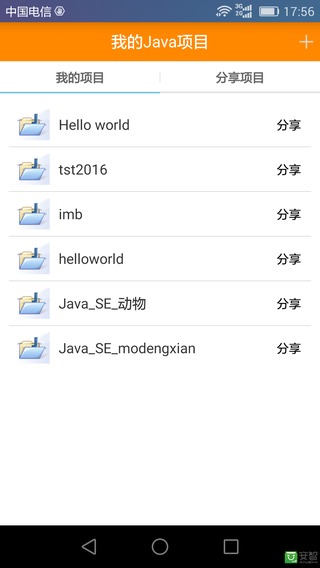 中国电信
3G
2G
17:56
我的Java项目
我的项目
分享项目
Hello world
分享
tst2016
分享
imb
分享
helloworld
分享
Java_SE_动物
分享
Java_SE_modengxian
分享
安智